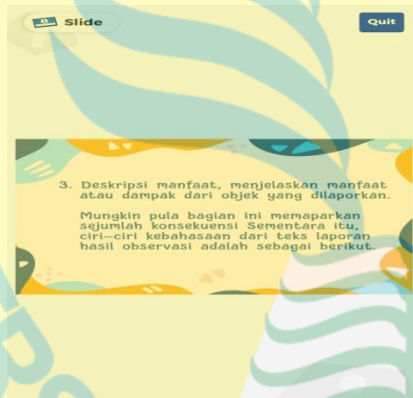 Slide
Quit
3. Deskripsi manfaat, menjelaskan manfaat
atau dampak dari objek yang dilaporkan.
Mungkin pula bagian ini memaparkan
sejumlah konsekuensi Sementara itu,
ciri-ciri kebahasaan dari teks laporan
hasil observasi adalah sebagai berikut.